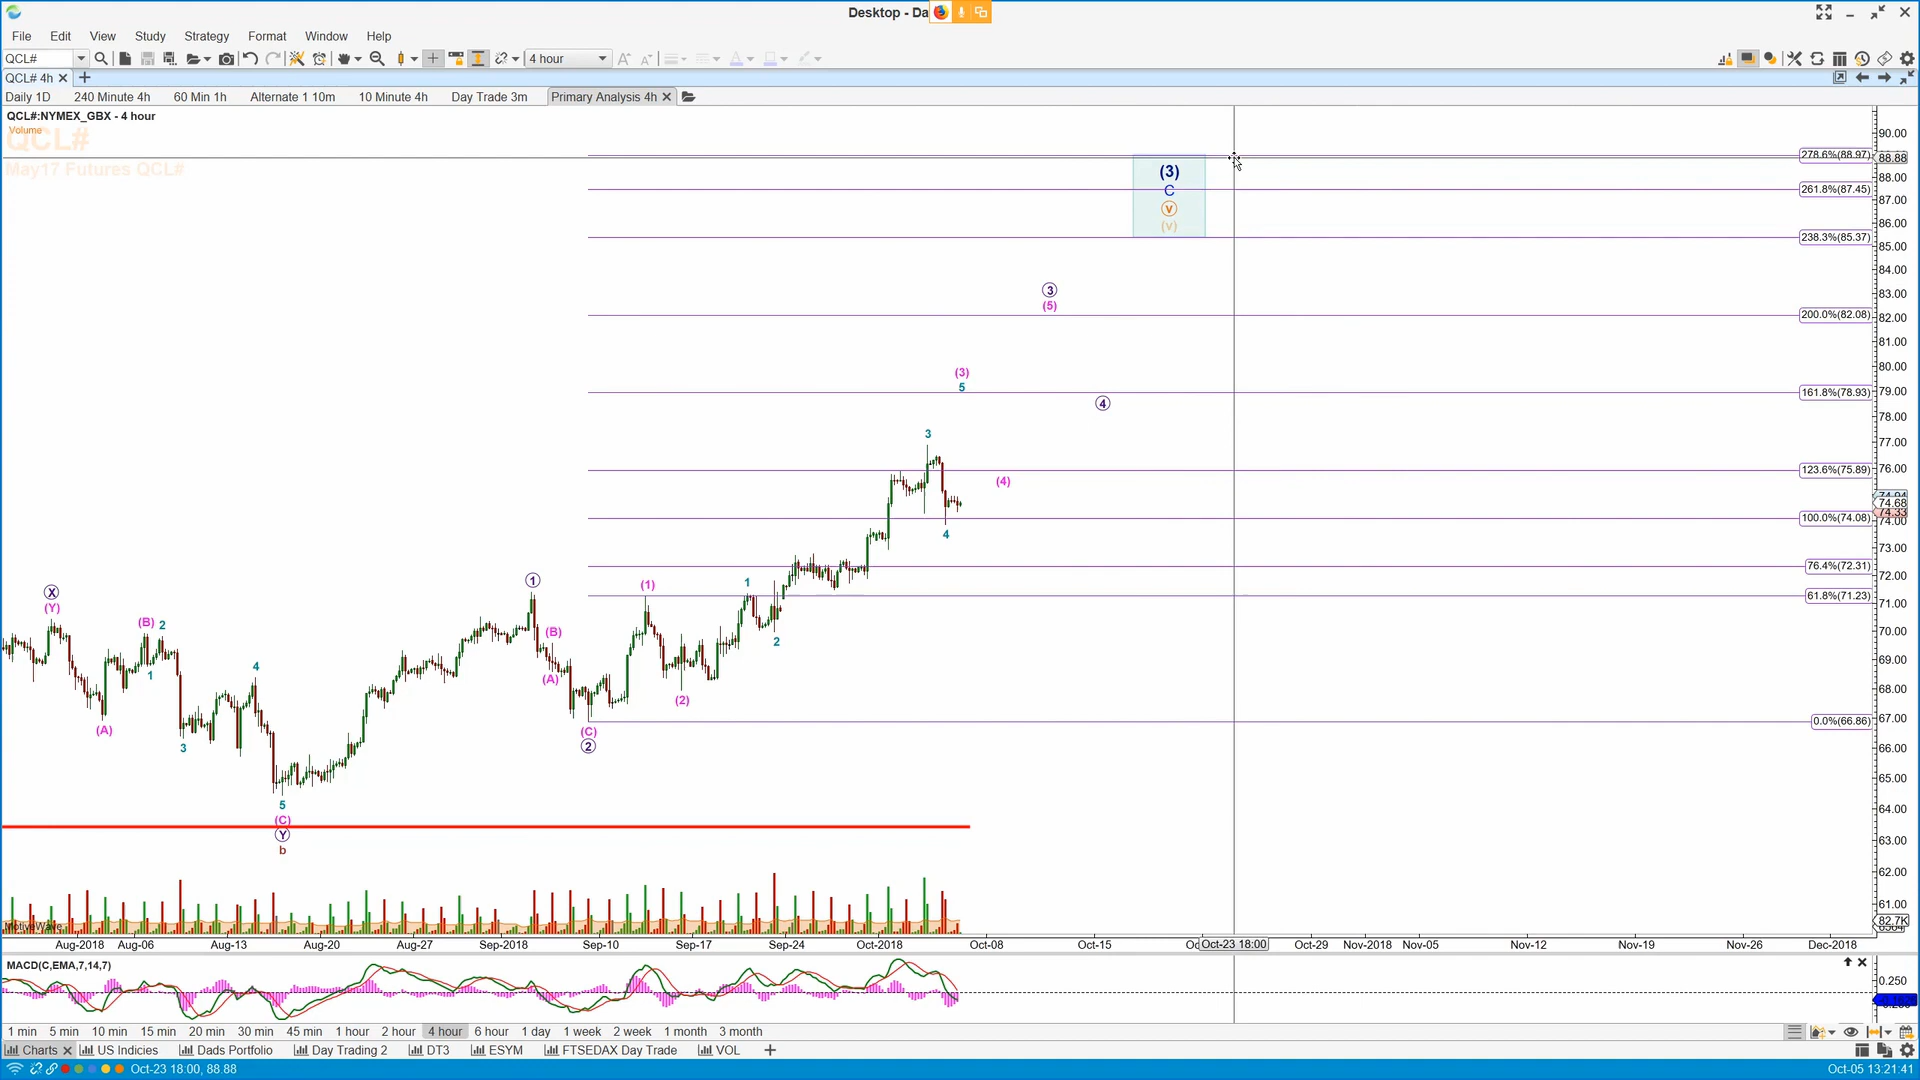 Desktop - Da
File Edit View Study Strategy Format Window Help
QCL# 4 hour
QCL# 4h
Daily 1D 240 Minute 4h 60 Min 1h Alternate 1 10m 10 Minute 4h Day Trade 3m Primary Analysis 4h
QCL#:NYMEX_GBX - 4 hour
Volume
QCL#
May17 Futures QCL#
90.00
278.6%(88.97)
88.88
88.00
(3)
C
261.8%(87.45)
87.00
v
(v)
86.00
238.3%(85.37)
85.00
84.00
3
83.00
(5)
200.0%(82.08)
82.00
81.00
(3)
80.00
5
161.8%(78.93)
79.00
4
78.00
3
77.00
123.6%(75.89)
76.00
(4)
74.68
74.33
100.0%(74.08)
74.00
4
73.00
76.4%(72.31)
72.00
1
(1)
1
X
61.8%(71.23)
71.00
(Y)
(B) 2
(B)
70.00
2
4
1
69.00
(A)
68.00
(2)
(A)
(C)
0.0%(66.86)
67.00
3
2
66.00
65.00
5
64.00
(C)
Y
63.00
b
62.00
61.00
82.7K
MotiveWave
Aug-2018 Aug-06 Aug-13 Aug-20 Aug-27 Sep-2018 Sep-10 Sep-17 Sep-24 Oct-2018 Oct-08 Oct-15 Oct-23 18:00 Oct-29 Nov-2018 Nov-05 Nov-12 Nov-19 Nov-26 Dec-2018
MACD(C,EMA,7,14,7)
0.250
1 min 5 min 10 min 15 min 20 min 30 min 45 min 1 hour 2 hour 4 hour 6 hour 1 day 1 week 2 week 1 month 3 month
Charts US Indicies Dads Portfolio Day Trading 2 DT3 ESYM FTSEDAX Day Trade VOL
Oct-23 18:00, 88.88 Oct-05 13:21:41